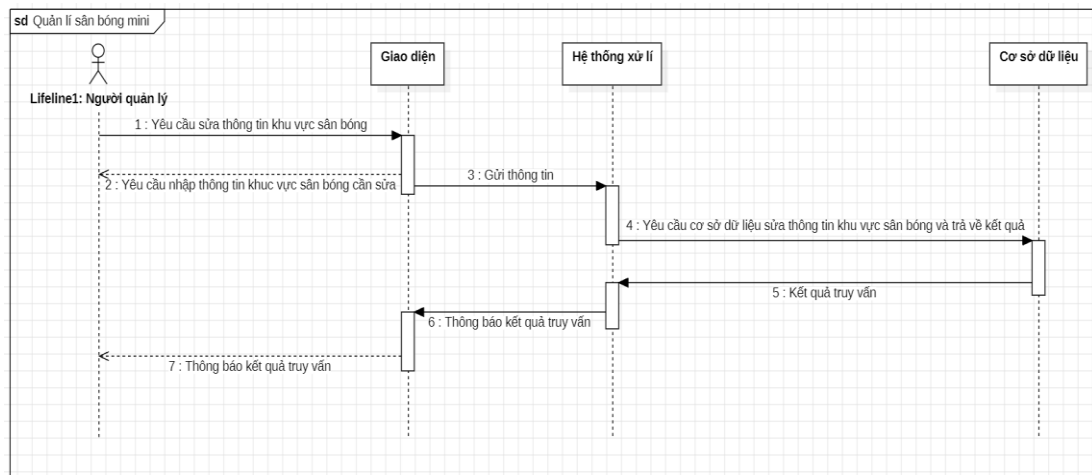 sd Quản lí sân bóng mini
Giao diện
Hệ thống xử lí
Cơ sở dữ liệu
Lifeline1: Người quản lý
1 : Yêu cầu sửa thông tin khu vực sân bóng
2 : Yêu cầu nhập thông tin khuc vực sân bóng cần sửa
3 : Gửi thông tin
4 : Yêu cầu cơ sở dữ liệu sửa thông tin khu vực sân bóng và trả về kết quả
5 : Kết quả truy vấn
6 : Thông báo kết quả truy vấn
7 : Thông báo kết quả truy vấn